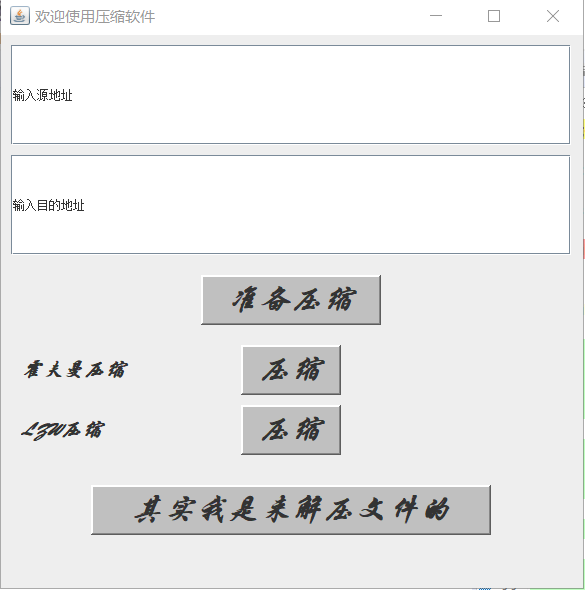 欢迎使用压缩软件
输入源地址
输入目的地址
准备压缩
霍夫曼压缩
压缩
LZW压缩
压缩
其实我是来解压文件的